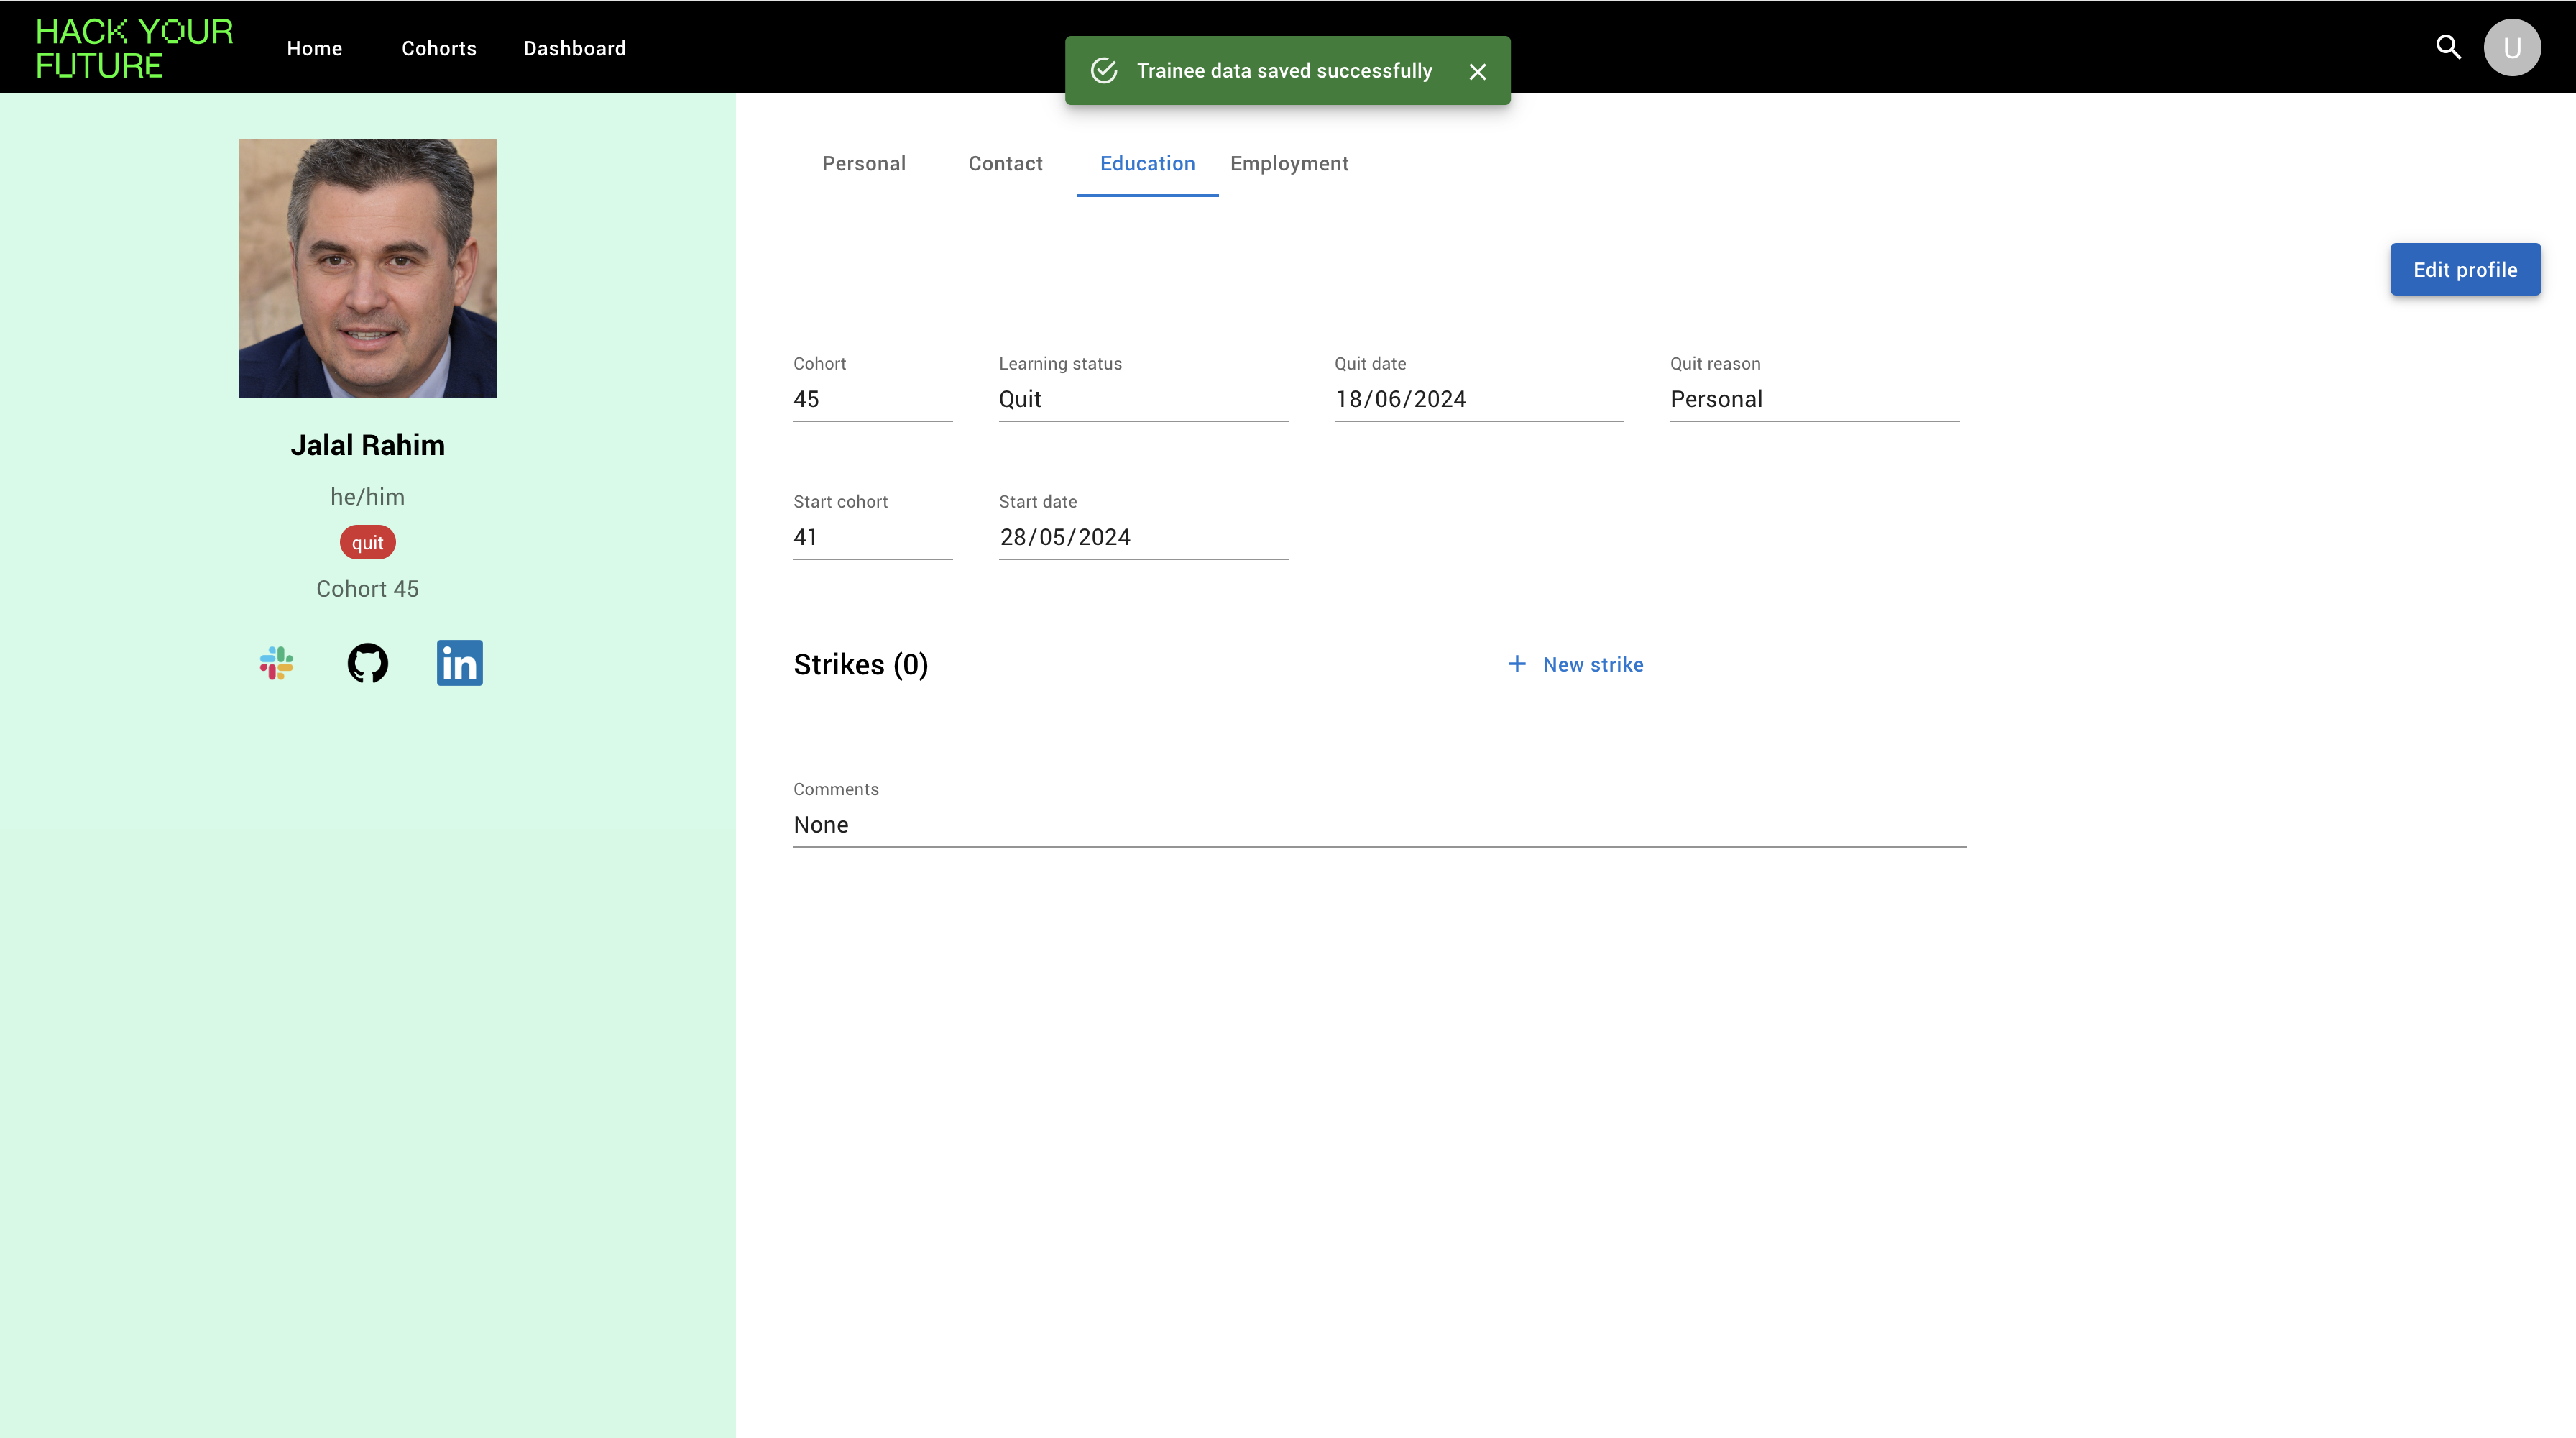 HACK YOUR
FUTURE
Home
Cohorts
Dashboard
Trainee data saved successfully
U
Jalal Rahim
he/him
quit
Cohort 45
in
Personal
Contact
Education
Employment
Edit profile
Cohort
45
Learning status
Quit
Quit date
18/06/2024
Quit reason
Personal
Start cohort
41
Start date
28/05/2024
Strikes (0)
+ New strike
Comments
None